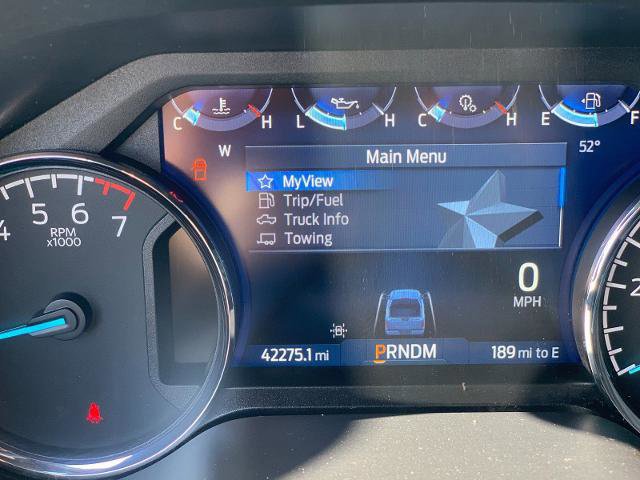 C H L H C H E F
W 52°
Main Menu
MyView
Trip/Fuel
Truck Info
Towing
4 5 6 7
RPM
x1000
0
MPH
2
42275.1 mi PRNDM 189 mi to E